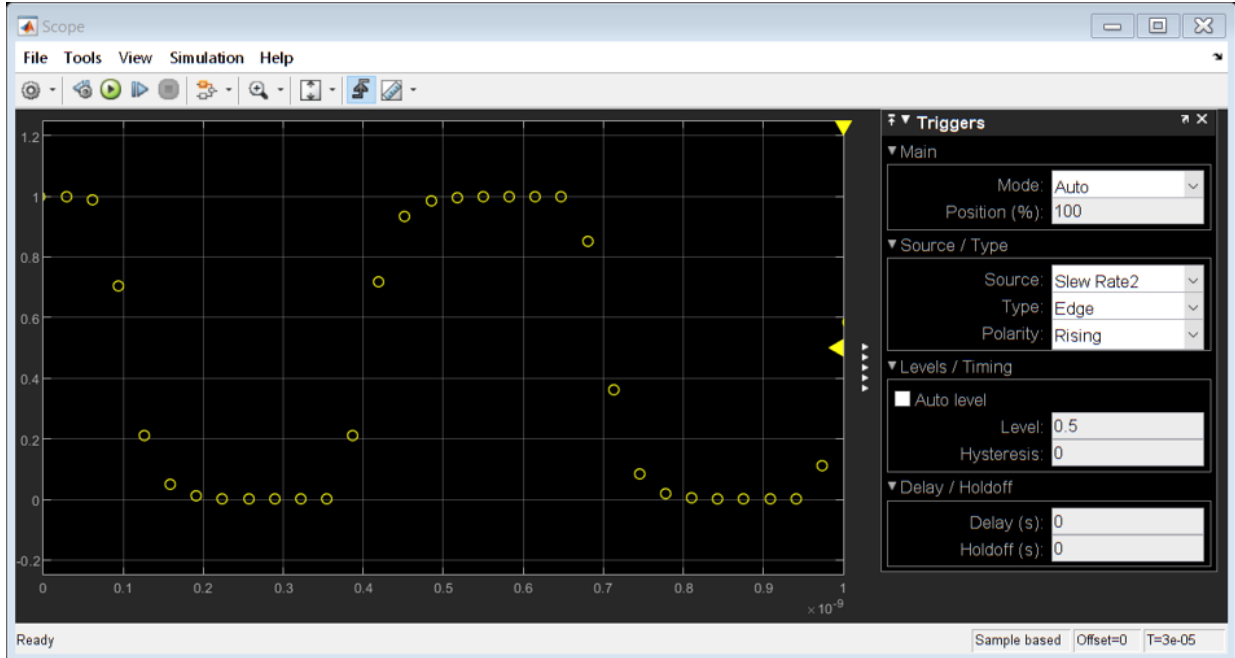 Scope
File Tools View Simulation Help
1.2
1
0.8
0.6
0.4
0.2
0
-0.2
0 0.1 0.2 0.3 0.4 0.5 0.6 0.7 0.8 0.9 1
×10-9
Triggers
Main
Mode: Auto
Position (%): 100
Source / Type
Source: Slew Rate2
Type: Edge
Polarity: Rising
Levels / Timing
Auto level
Level: 0.5
Hysteresis: 0
Delay / Holdoff
Delay (s): 0
Holdoff (s): 0
Ready Sample based Offset=0 T=3e-05